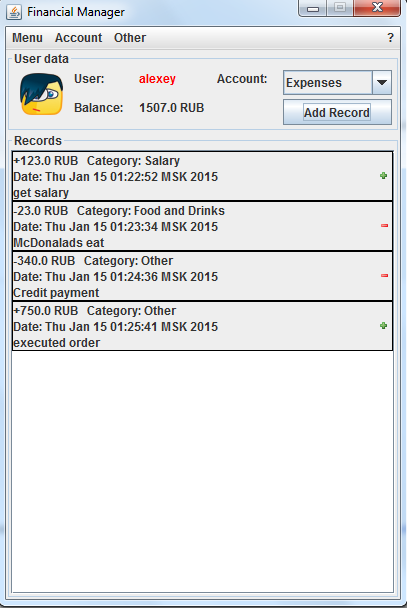 Financial Manager
Menu Account Other ?
User data
User: alexey Account: Expenses
Balance: 1507.0 RUB Add Record
Records
+123.0 RUB Category: Salary
Date: Thu Jan 15 01:22:52 MSK 2015
get salary
-23.0 RUB Category: Food and Drinks
Date: Thu Jan 15 01:23:34 MSK 2015
McDonalads eat
-340.0 RUB Category: Other
Date: Thu Jan 15 01:24:36 MSK 2015
Credit payment
+750.0 RUB Category: Other
Date: Thu Jan 15 01:25:41 MSK 2015
executed order